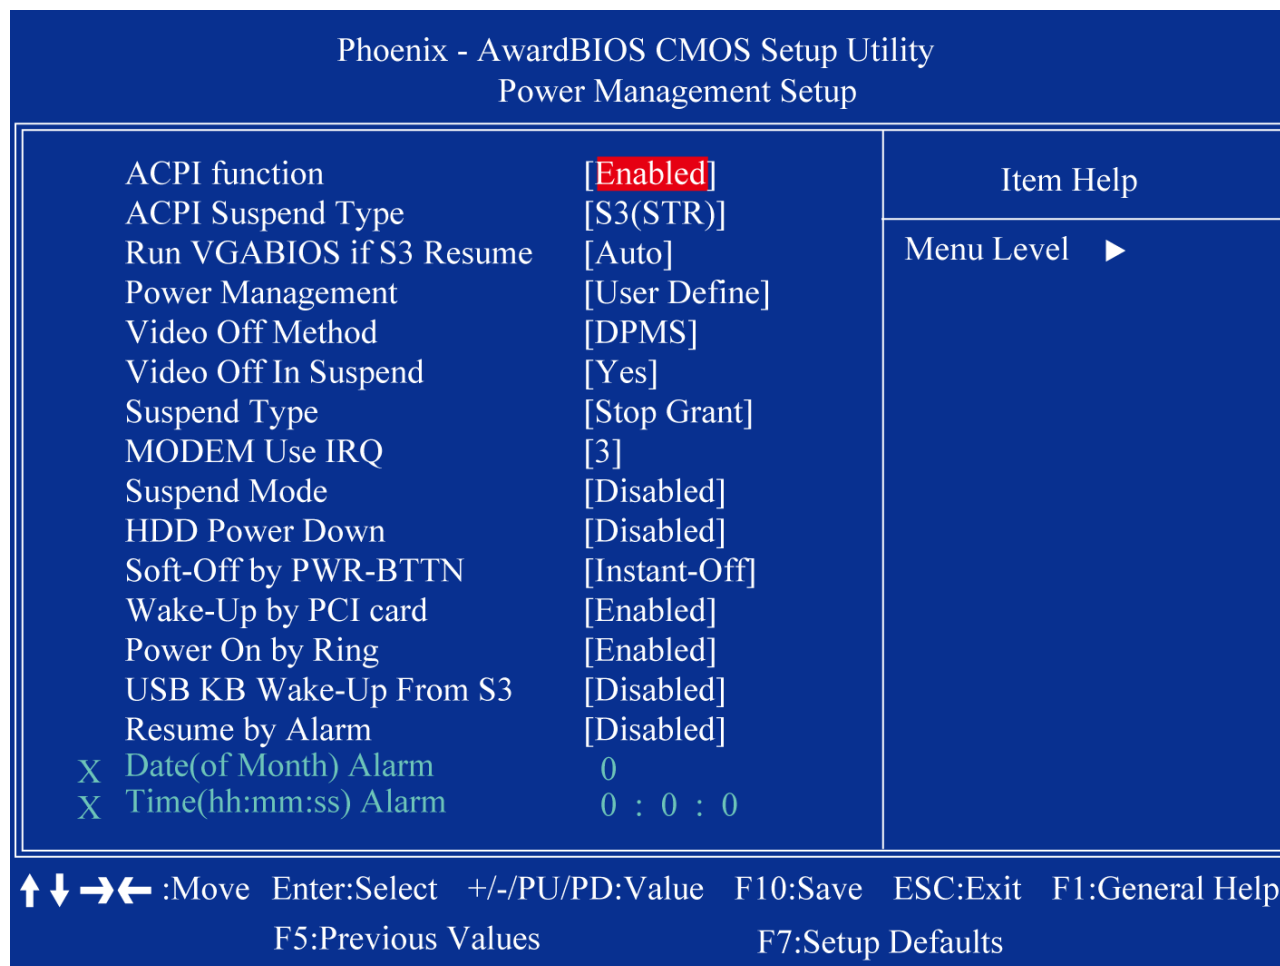 Phoenix - AwardBIOS CMOS Setup Utility
Power Management Setup
ACPI function [Enabled]
ACPI Suspend Type [S3(STR)]
Run VGABIOS if S3 Resume [Auto]
Power Management [User Define]
Video Off Method [DPMS]
Video Off In Suspend [Yes]
Suspend Type [Stop Grant]
MODEM Use IRQ [3]
Suspend Mode [Disabled]
HDD Power Down [Disabled]
Soft-Off by PWR-BTTN [Instant-Off]
Wake-Up by PCI card [Enabled]
Power On by Ring [Enabled]
USB KB Wake-Up From S3 [Disabled]
Resume by Alarm [Disabled]
X Date(of Month) Alarm 0
X Time(hh:mm:ss) Alarm 0 : 0 : 0
Item Help
Menu Level ▶
↑↓→← :Move Enter:Select +/-/PU/PD:Value F10:Save ESC:Exit F1:General Help
F5:Previous Values F7:Setup Defaults